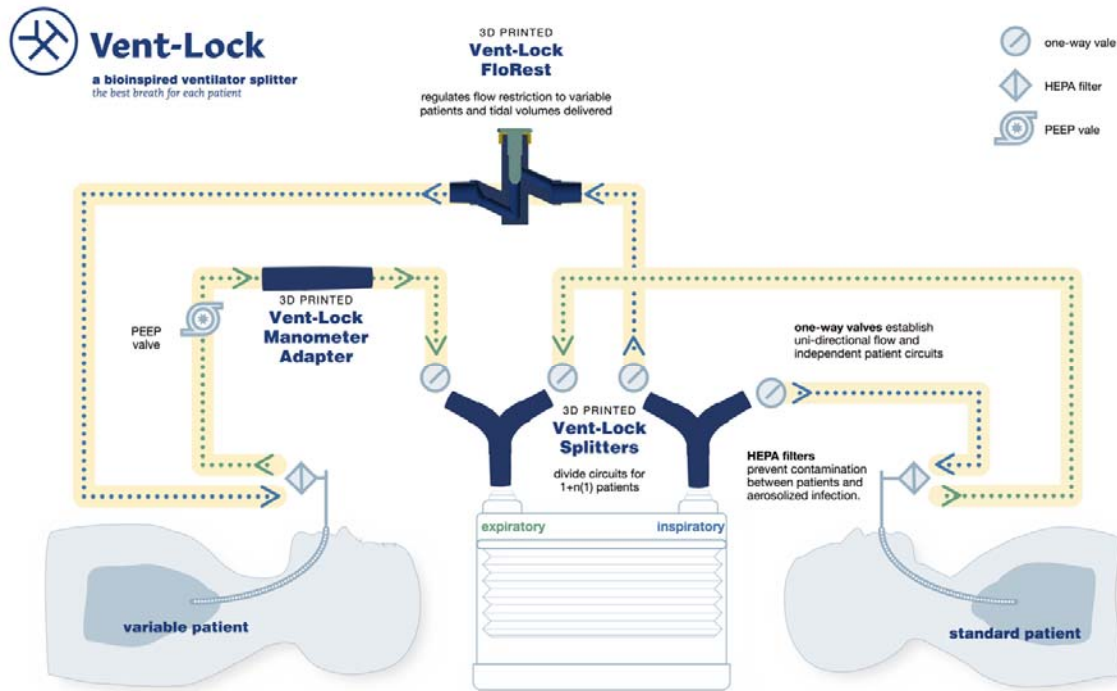 Vent-Lock
a bioinspired ventilator splitter
the best breath for each patient
3D PRINTED
Vent-Lock
FloRest
regulates flow restriction to variable
patients and tidal volumes delivered
one-way vale
HEPA filter
PEEP vale
PEEP
valve
3D PRINTED
Vent-Lock
Manometer
Adapter
one-way valves establish
uni-directional flow and
independent patient circuits
3D PRINTED
Vent-Lock
Splitters
divide circuits for
1+n(1) patients
HEPA filters
prevent contamination
between patients and
aerosolized infection.
expiratory
inspiratory
variable patient
standard patient